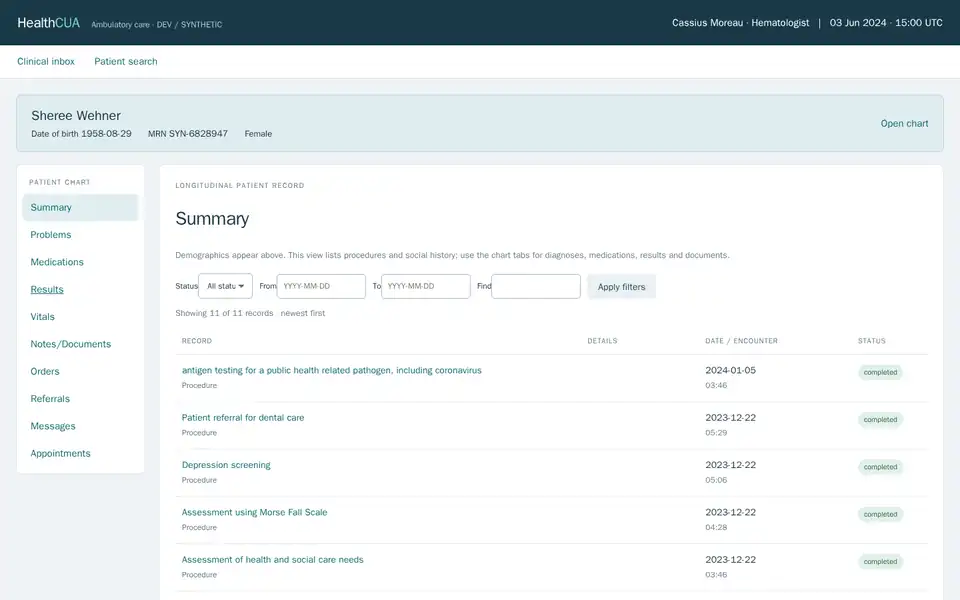 HealthCUA Ambulatory care · DEV / SYNTHETIC Cassius Moreau · Hematologist | 03 Jun 2024 · 15:00 UTC
Clinical inbox Patient search
Sheree Wehner
Date of birth 1958-08-29 MRN SYN-6828947 Female
Open chart
PATIENT CHART
Summary
Problems
Medications
Results
Vitals
Notes/Documents
Orders
Referrals
Messages
Appointments
LONGITUDINAL PATIENT RECORD
Summary
Demographics appear above. This view lists procedures and social history; use the chart tabs for diagnoses, medications, results and documents.
Status All statu From YYYY-MM-DD To YYYY-MM-DD Find Apply filters
Showing 11 of 11 records newest first
RECORD DETAILS DATE / ENCOUNTER STATUS
antigen testing for a public health related pathogen, including coronavirus 2024-01-05 completed
Procedure 03:46
Patient referral for dental care 2023-12-22 completed
Procedure 05:29
Depression screening 2023-12-22 completed
Procedure 05:06
Assessment using Morse Fall Scale 2023-12-22 completed
Procedure 04:28
Assessment of health and social care needs 2023-12-22 completed
Procedure 03:46